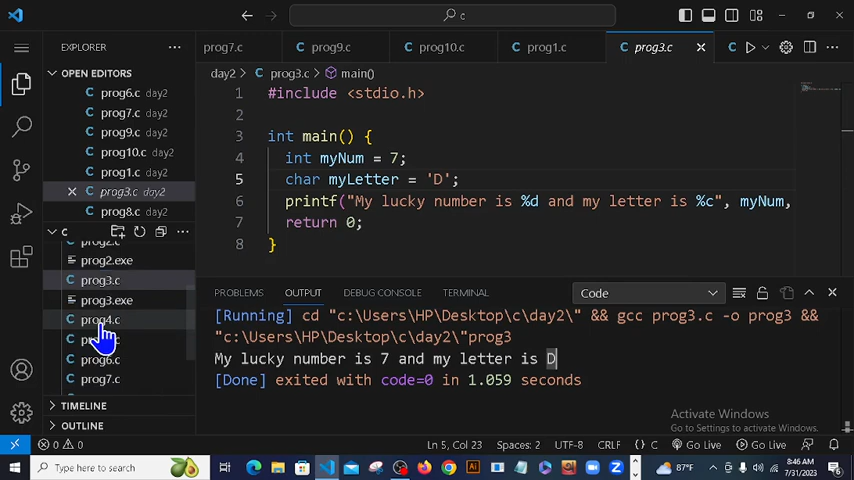 c
EXPLORER
OPEN EDITORS
C prog6.c day2
C prog7.c day2
C prog9.c day2
C prog10.c day2
C prog1.c day2
C prog3.c day2
C prog8.c day2
C
prog2.c
prog2.exe
C prog3.c
prog3.exe
C prog4.c
C prog6.c
C prog7.c
TIMELINE
OUTLINE
prog7.c
C prog9.c
C prog10.c
C prog1.c
C prog3.c
C
day2 > C prog3.c > main()
1 #include <stdio.h>
2
3 int main() {
4 int myNum = 7;
5 char myLetter = 'D';
6 printf("My lucky number is %d and my letter is %c", myNum,
7 return 0;
8 }
PROBLEMS OUTPUT DEBUG CONSOLE TERMINAL
Code
[Running] cd "c:\Users\HP\Desktop\c\day2\" && gcc prog3.c -o prog3 &&
"c:\Users\HP\Desktop\c\day2\"prog3
My lucky number is 7 and my letter is D
[Done] exited with code=0 in 1.059 seconds
Activate Windows
Go to Settings to activate Windows.
0 0 Ln 5, Col 23 Spaces: 2 UTF-8 CRLF {} C Go Live Go Live
Type here to search
Ai
87°F
8:46 AM
7/31/2023